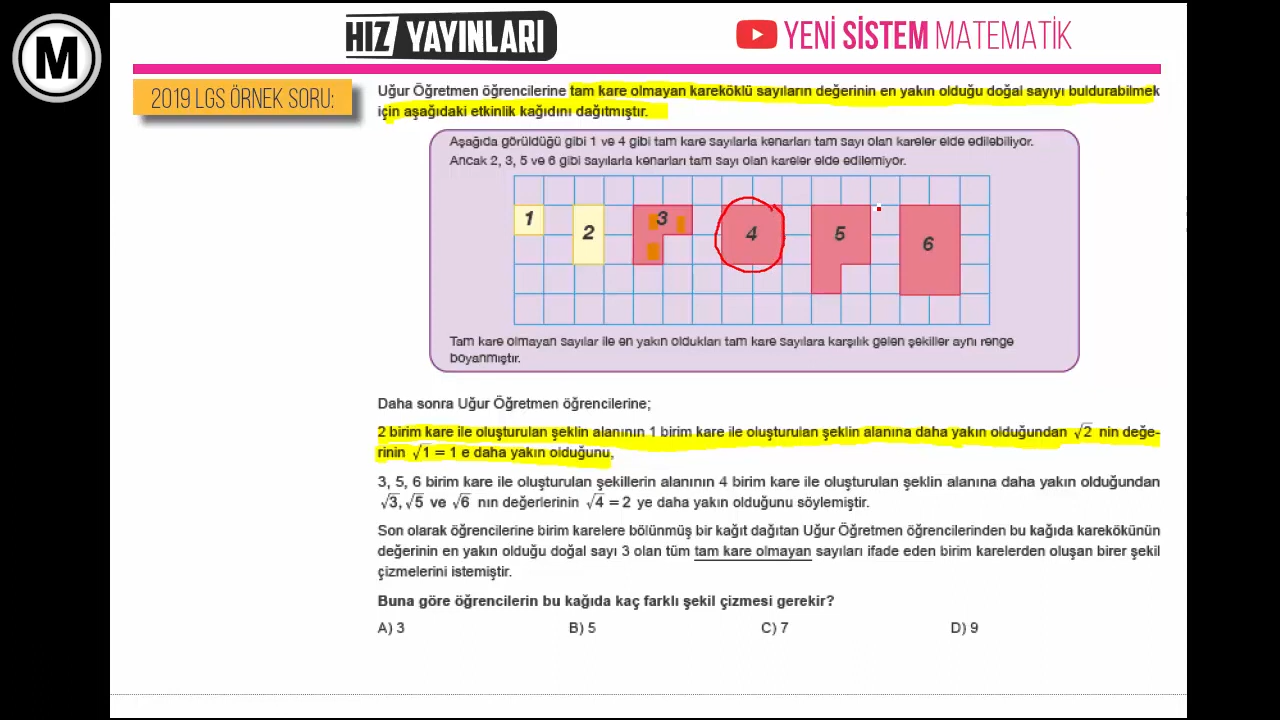 M
HIZ YAYINLARI
YENİ SİSTEM MATEMATİK
2019 LGS ÖRNEK SORU:
Uğur Öğretmen öğrencilerine tam kare olmayan kareköklü sayıların değerinin en yakın olduğu doğal sayıyı buldurabilmek
için aşağıdaki etkinlik kağıdını dağıtmıştır.
Aşağıda görüldüğü gibi 1 ve 4 gibi tam kare sayılarla kenarları tam sayı olan kareler elde edilebiliyor.
Ancak 2, 3, 5 ve 6 gibi sayılarla kenarları tam sayı olan kareler elde edilemiyor.
1 2 3 4 5 6
Tam kare olmayan sayılar ile en yakın oldukları tam kare sayılara karşılık gelen şekiller aynı renge
boyanmıştır.
Daha sonra Uğur Öğretmen öğrencilerine;
2 birim kare ile oluşturulan şeklin alanının 1 birim kare ile oluşturulan şeklin alanına daha yakın olduğundan √2 nin değe-
rinin √1 = 1 e daha yakın olduğunu,
3, 5, 6 birim kare ile oluşturulan şekillerin alanının 4 birim kare ile oluşturulan şeklin alanına daha yakın olduğundan
√3, √5 ve √6 nın değerlerinin √4 = 2 ye daha yakın olduğunu söylemiştir.
Son olarak öğrencilerine birim karelere bölünmüş bir kağıt dağıtan Uğur Öğretmen öğrencilerinden bu kağıda karekökünün
değerinin en yakın olduğu doğal sayı 3 olan tüm tam kare olmayan sayıları ifade eden birim karelerden oluşan birer şekil
çizmelerini istemiştir.
Buna göre öğrencilerin bu kağıda kaç farklı şekil çizmesi gerekir?
A) 3 B) 5 C) 7 D) 9